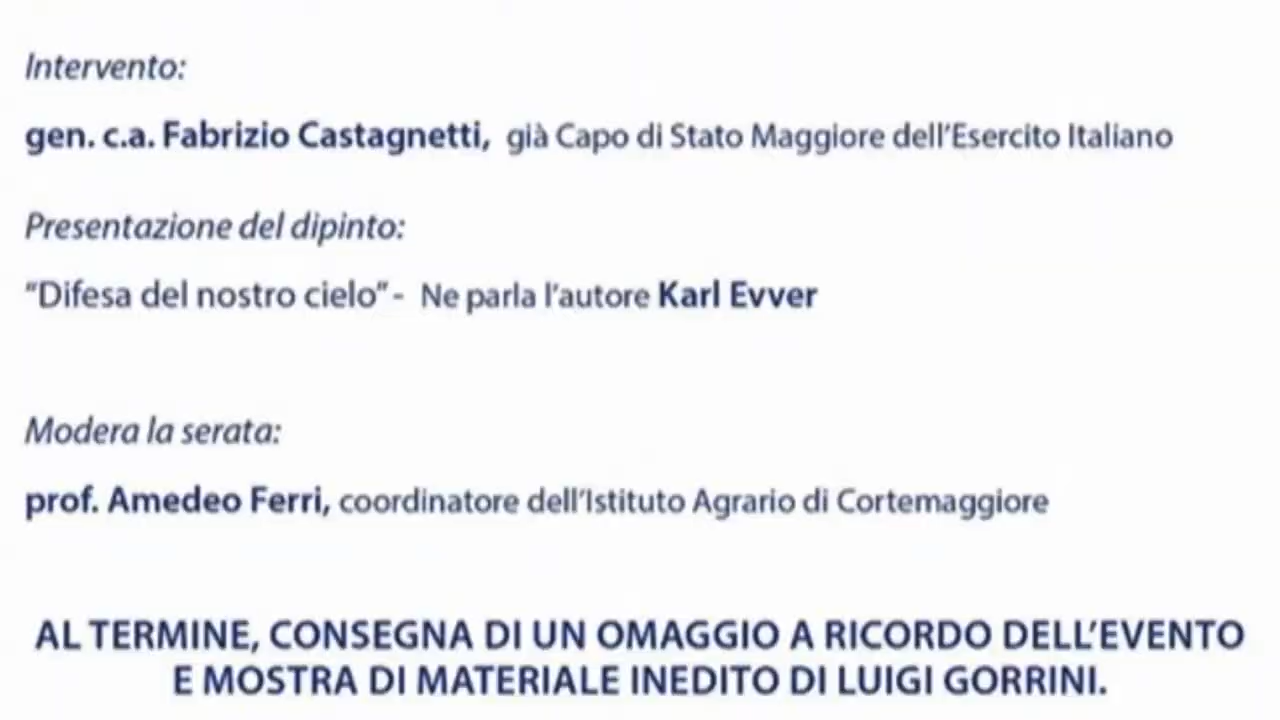 Intervento:
gen. c.a. Fabrizio Castagnetti, già Capo di Stato Maggiore dell'Esercito Italiano
Presentazione del dipinto:
"Difesa del nostro cielo" - Ne parla l'autore Karl Evver
Modera la serata:
prof. Amedeo Ferri, coordinatore dell'Istituto Agrario di Cortemaggiore
AL TERMINE, CONSEGNA DI UN OMAGGIO A RICORDO DELL'EVENTO
E MOSTRA DI MATERIALE INEDITO DI LUIGI GORRINI.